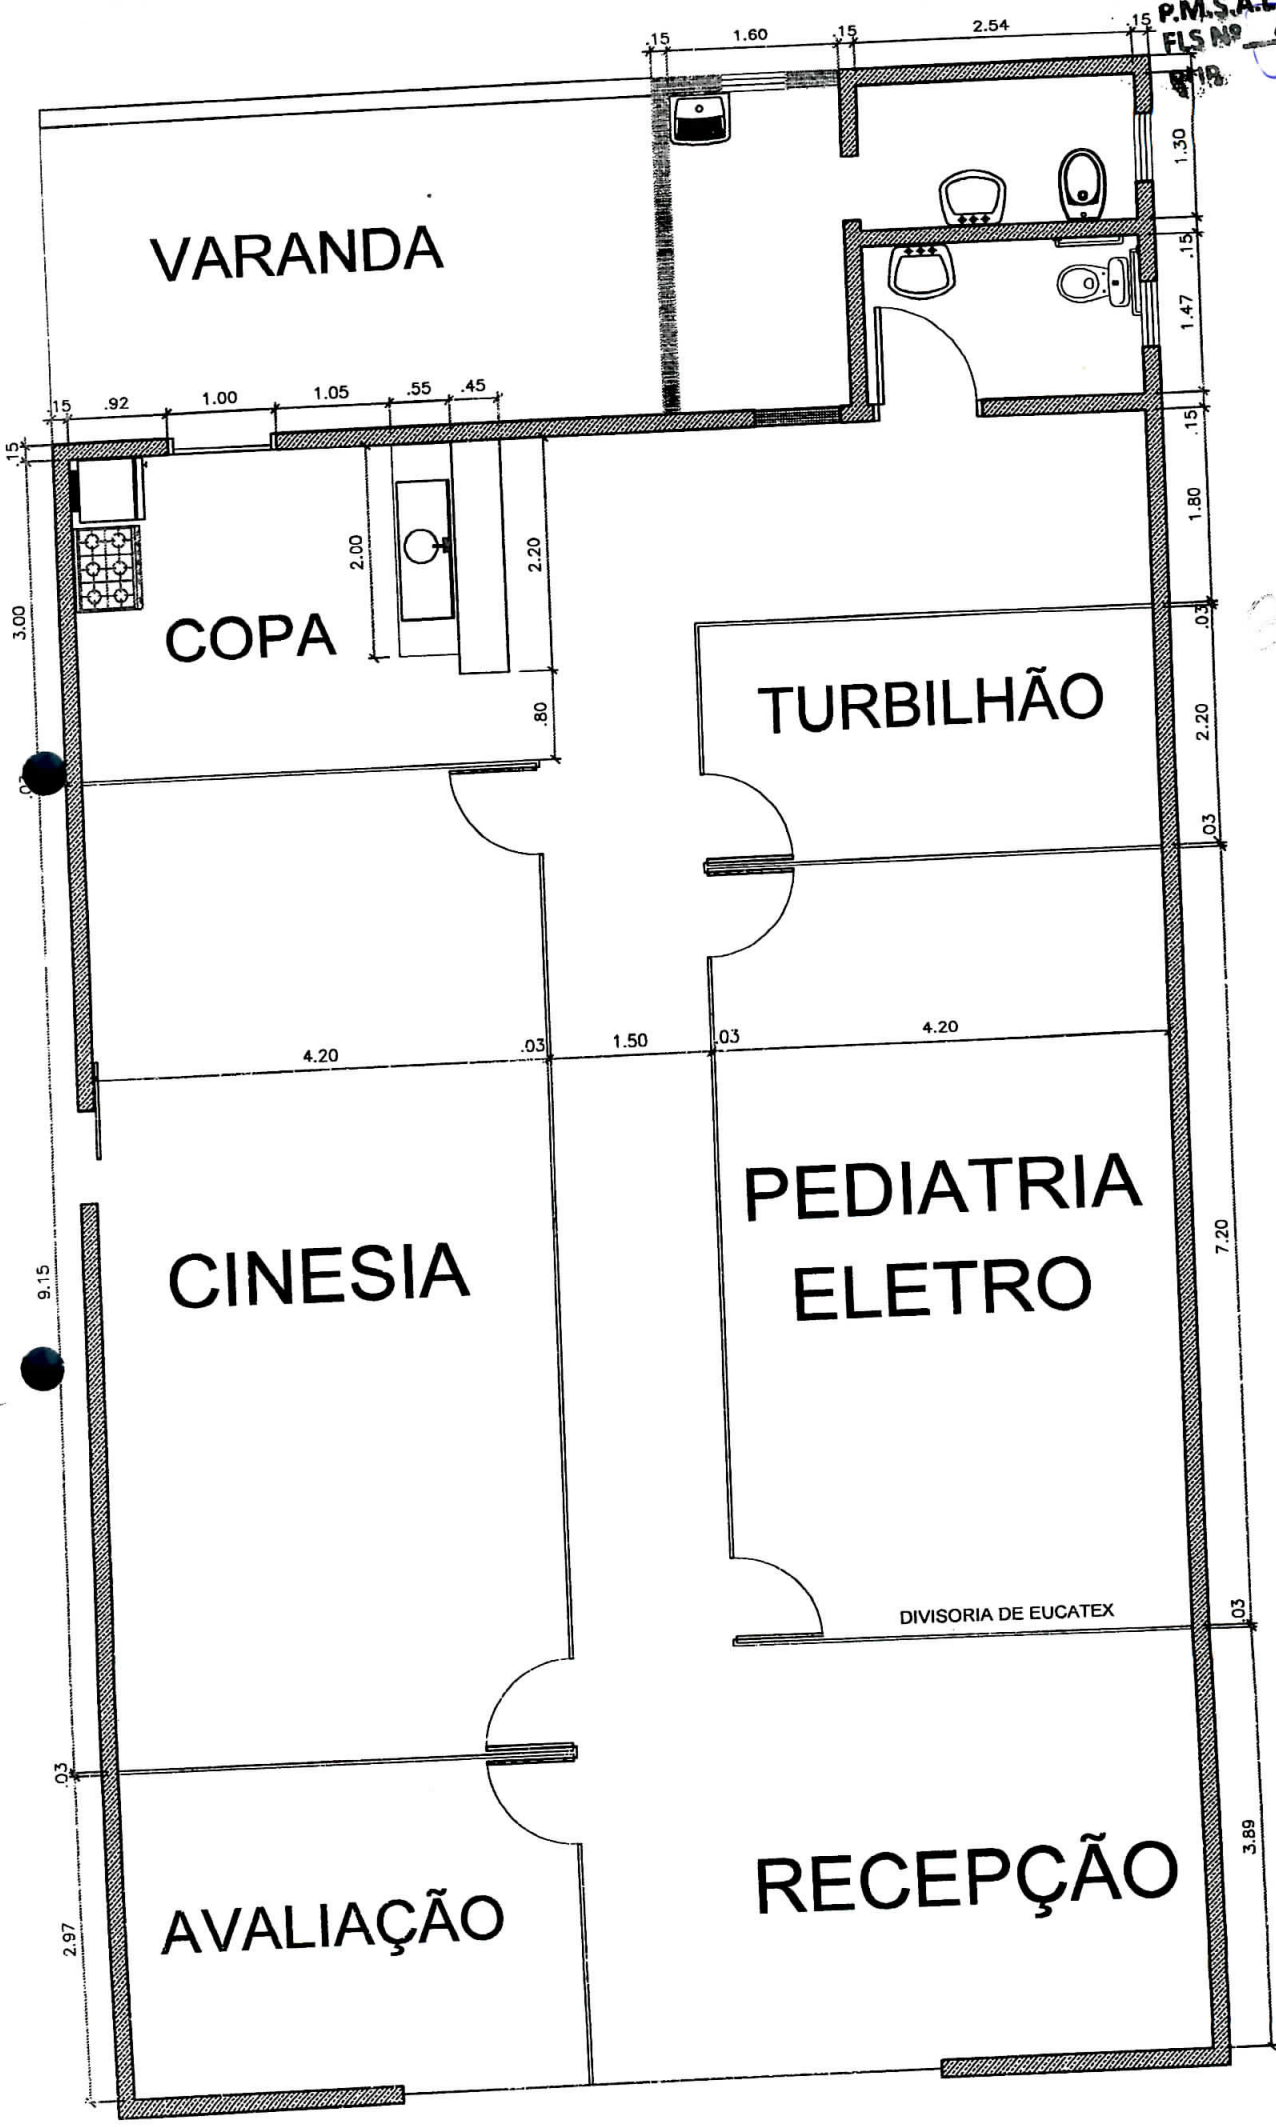 P.M.S.A.
FLS Nº
.15 1.60 .15 2.54 .15
1.30
VARANDA
.15
1.47
.15 .92 1.00 1.05 .55 .45
.15
.15
2.00
2.20
1.80
3.00
COPA
.03
TURBILHÃO
.80
2.20
.03
4.20 .03 1.50 .03 4.20
PEDIATRIA
ELETRO
CINESIA
7.20
9.15
DIVISORIA DE EUCATEX
.03
.03
RECEPÇÃO
3.89
AVALIAÇÃO
2.97